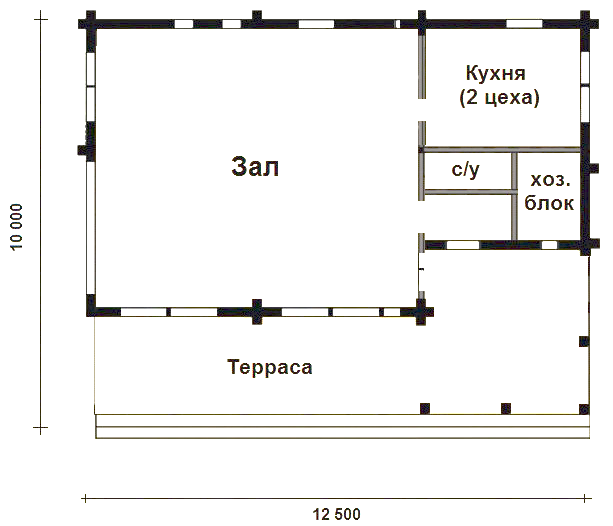 Кухня
(2 цеха)
Зал
с/у
хоз.
блок
10 000
Терраса
12 500